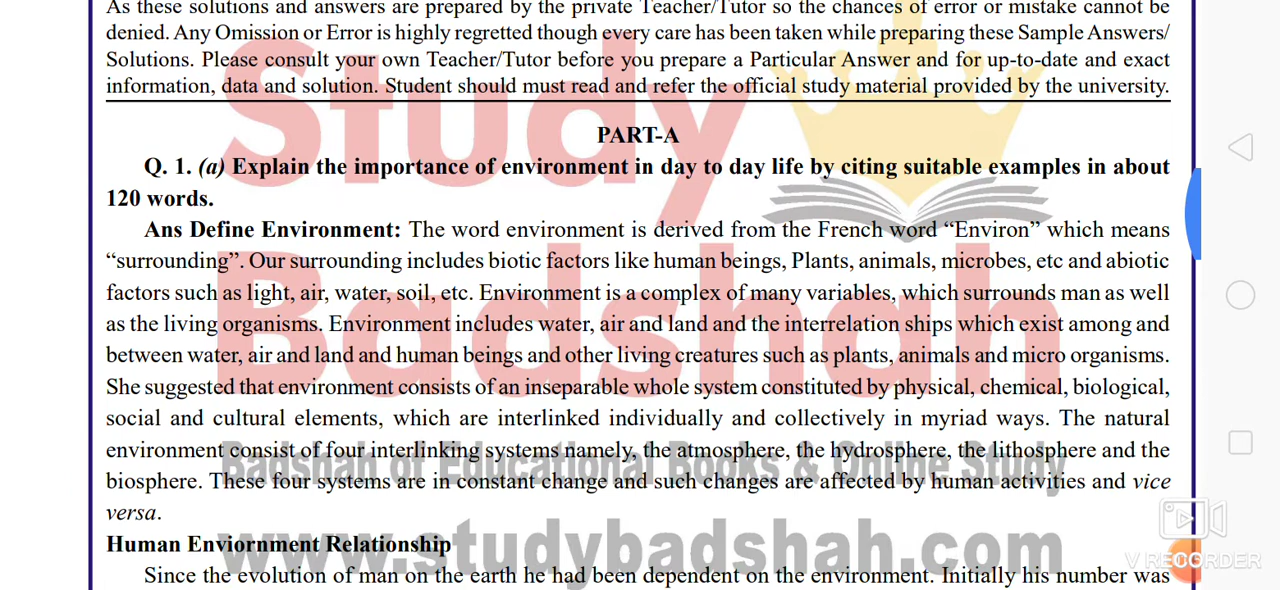 As these solutions and answers are prepared by the private Teacher/Tutor so the chances of error or mistake cannot be
denied. Any Omission or Error is highly regretted though every care has been taken while preparing these Sample Answers/
Solutions. Please consult your own Teacher/Tutor before you prepare a Particular Answer and for up-to-date and exact
information, data and solution. Student should must read and refer the official study material provided by the university.
PART-A
Q. 1. (a) Explain the importance of environment in day to day life by citing suitable examples in about
120 words.
Ans Define Environment: The word environment is derived from the French word “Environ” which means
“surrounding”. Our surrounding includes biotic factors like human beings, Plants, animals, microbes, etc and abiotic
factors such as light, air, water, soil, etc. Environment is a complex of many variables, which surrounds man as well
as the living organisms. Environment includes water, air and land and the interrelation ships which exist among and
between water, air and land and human beings and other living creatures such as plants, animals and micro organisms.
She suggested that environment consists of an inseparable whole system constituted by physical, chemical, biological,
social and cultural elements, which are interlinked individually and collectively in myriad ways. The natural
environment consist of four interlinking systems namely, the atmosphere, the hydrosphere, the lithosphere and the
biosphere. These four systems are in constant change and such changes are affected by human activities and vice
versa.
Human Enviornment Relationship
Since the evolution of man on the earth he had been dependent on the environment. Initially his number was
Study
Badshah
Badshah of Educational Books & Online Study
www.studybadshah.com
V RECORDER